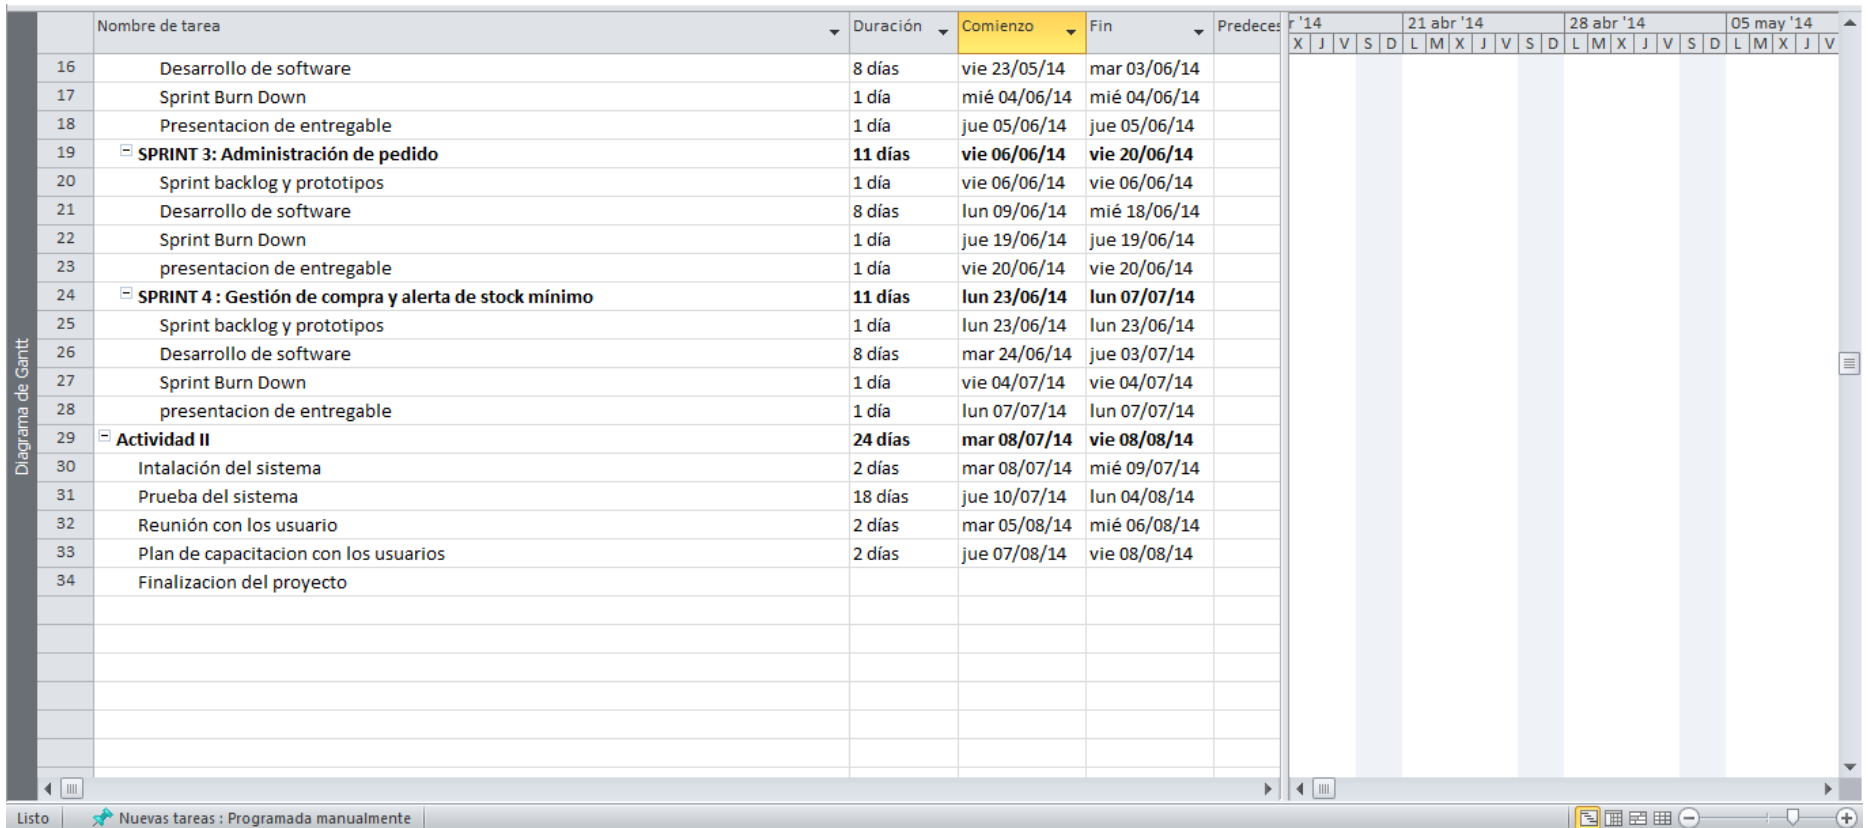 Nombre de tarea Duración Comienzo Fin Predeces r '14 21 abr '14 28 abr '14 05 may '14
X J V S D L M X J V S D L M X J V S D L M X J V
16 Desarrollo de software 8 días vie 23/05/14 mar 03/06/14
17 Sprint Burn Down 1 día mié 04/06/14 mié 04/06/14
18 Presentacion de entregable 1 día jue 05/06/14 jue 05/06/14
19 SPRINT 3: Administración de pedido 11 días vie 06/06/14 vie 20/06/14
20 Sprint backlog y prototipos 1 día vie 06/06/14 vie 06/06/14
21 Desarrollo de software 8 días lun 09/06/14 mié 18/06/14
22 Sprint Burn Down 1 día jue 19/06/14 jue 19/06/14
23 presentacion de entregable 1 día vie 20/06/14 vie 20/06/14
24 SPRINT 4 : Gestión de compra y alerta de stock mínimo 11 días lun 23/06/14 lun 07/07/14
25 Sprint backlog y prototipos 1 día lun 23/06/14 lun 23/06/14
26 Desarrollo de software 8 días mar 24/06/14 jue 03/07/14
27 Sprint Burn Down 1 día vie 04/07/14 vie 04/07/14
28 presentacion de entregable 1 día lun 07/07/14 lun 07/07/14
29 Actividad II 24 días mar 08/07/14 vie 08/08/14
30 Intalación del sistema 2 días mar 08/07/14 mié 09/07/14
31 Prueba del sistema 18 días jue 10/07/14 lun 04/08/14
32 Reunión con los usuario 2 días mar 05/08/14 mié 06/08/14
33 Plan de capacitacion con los usuarios 2 días jue 07/08/14 vie 08/08/14
34 Finalizacion del proyecto
Diagrama de Gantt
Listo Nuevas tareas : Programada manualmente